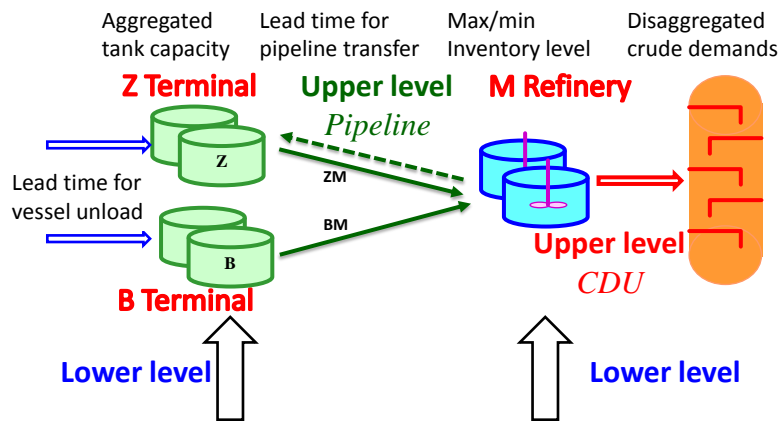 Aggregated
tank capacity
Lead time for
pipeline transfer
Max/min
Inventory level
Disaggregated
crude demands
Z Terminal
Upper level
Pipeline
M Refinery
Z
ZM
Lead time for
vessel unload
BM
B
Upper level
CDU
B Terminal
Lower level
Lower level